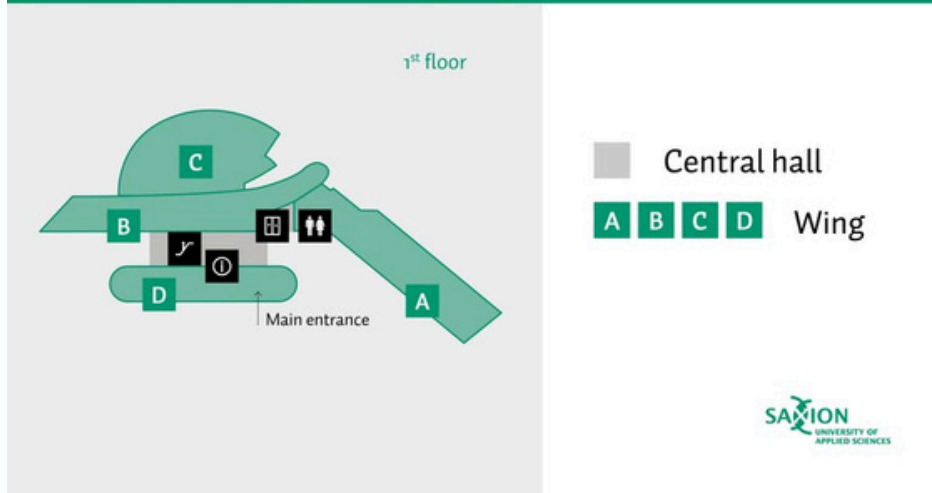 1st floor
C
B
D
A
Main entrance
Central hall
A B C D Wing
SAXION
UNIVERSITY OF
APPLIED SCIENCES